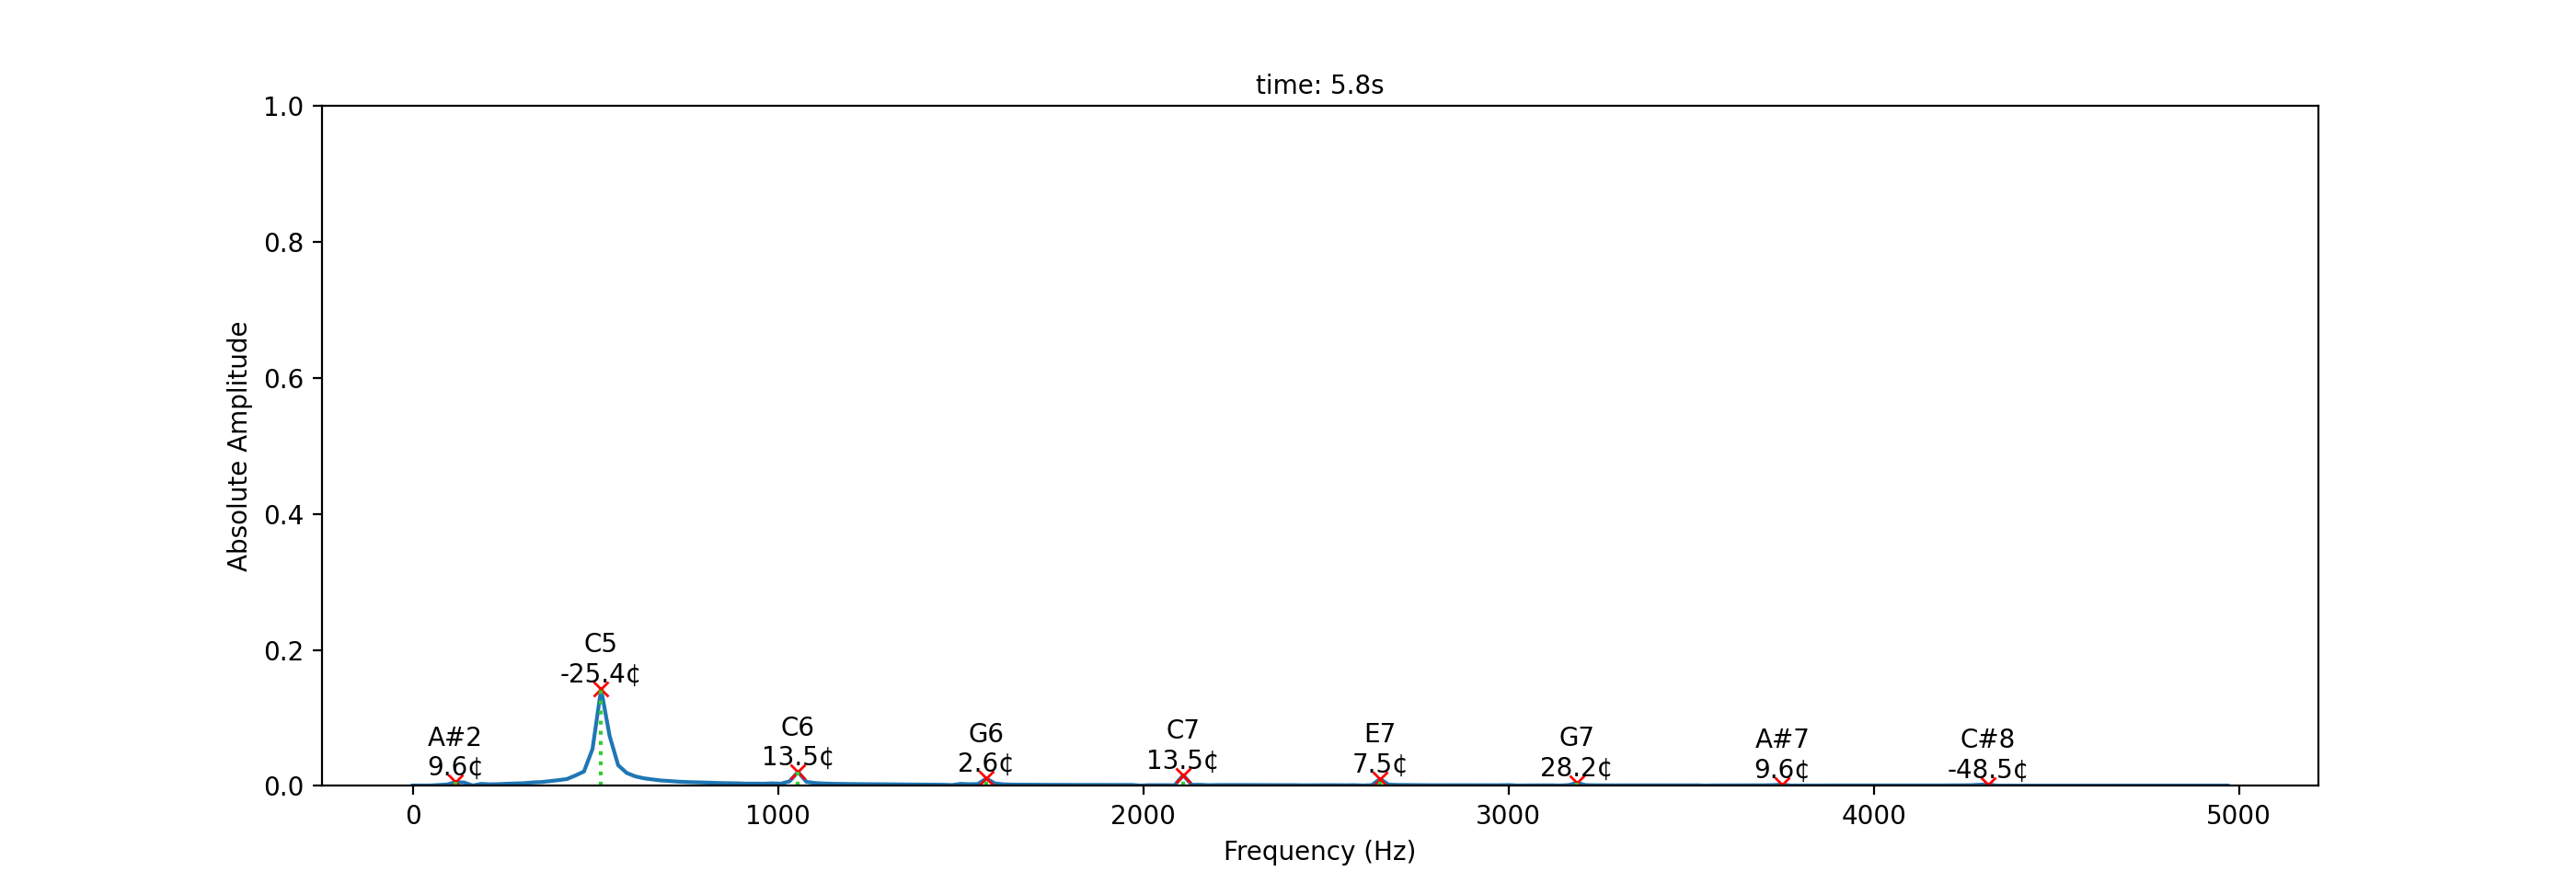 time: 5.8s
1.0
0.8
0.6
0.4
0.2
0.0
Absolute Amplitude
A#2
9.6¢
C5
-25.4¢
C6
13.5¢
G6
2.6¢
C7
13.5¢
E7
7.5¢
G7
28.2¢
A#7
9.6¢
C#8
-48.5¢
0 1000 2000 3000 4000 5000
Frequency (Hz)